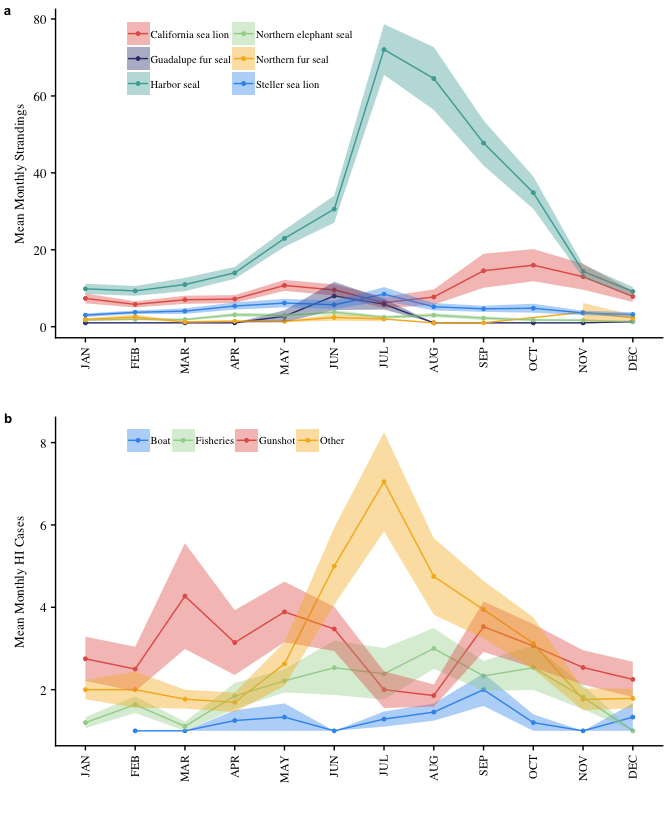 a
80
60
40
20
0
Mean Monthly Strandings
California sea lion
Northern elephant seal
Guadalupe fur seal
Northern fur seal
Harbor seal
Steller sea lion
JAN FEB MAR APR MAY JUN JUL AUG SEP OCT NOV DEC
b
8
6
4
2
Mean Monthly HI Cases
Boat Fisheries Gunshot Other
JAN FEB MAR APR MAY JUN JUL AUG SEP OCT NOV DEC